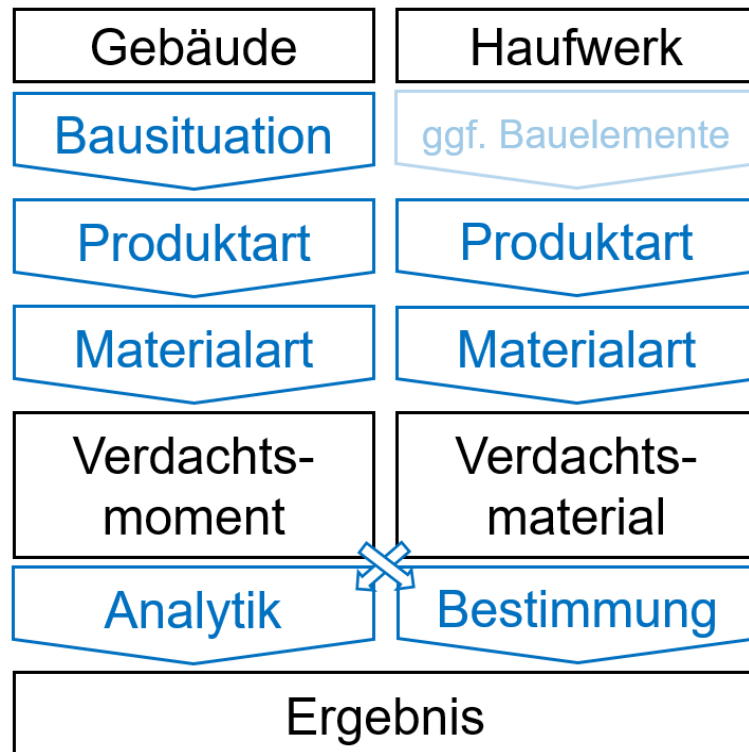 Gebäude
Haufwerk
Bausituation
ggf. Bauelemente
Produktart
Produktart
Materialart
Materialart
Verdachts-
moment
Verdachts-
material
Analytik
Bestimmung
Ergebnis